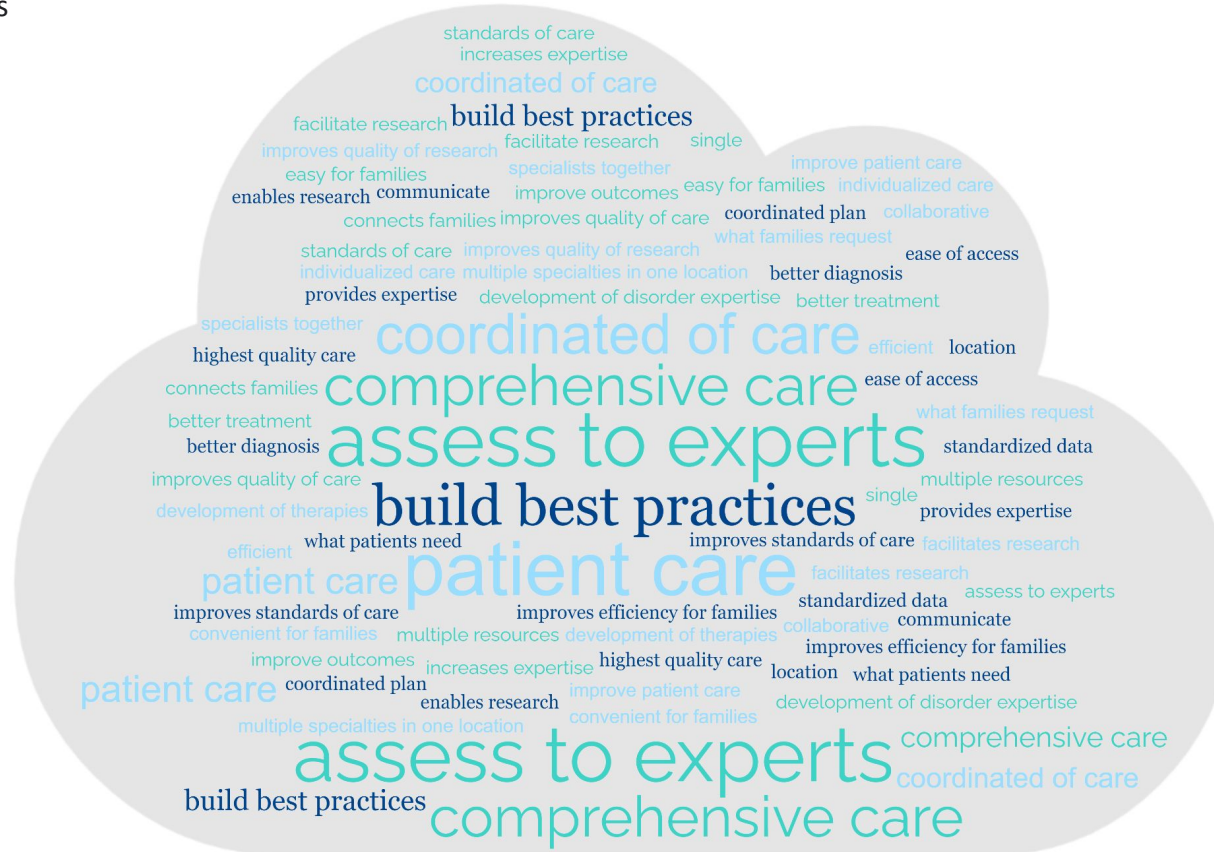 s
standards of care
increases expertise
coordinated of care
build best practices
facilitate research
facilitate research single
improves quality of research
specialists together improve patient care
easy for families
enables research communicate improve outcomes easy for families individualized care
connects families improves quality of care coordinated plan collaborative
what families request
standards of care improves quality of research ease of access
individualized care multiple specialties in one location better diagnosis
provides expertise development of disorder expertise better treatment
specialists together coordinated of care efficient location
highest quality care
connects families comprehensive care ease of access
better treatment what families request
better diagnosis assess to experts standardized data
improves quality of care multiple resources
development of therapies build best practices single provides expertise
what patients need improves standards of care facilitates research
efficient
patient care patient care facilitates research
assess to experts
improves standards of care improves efficiency for families standardized data
communicate
convenient for families multiple resources development of therapies collaborative
improves efficiency for families
improve outcomes increases expertise highest quality care
location what patients need
patient care coordinated plan
enables research improve patient care
development of disorder expertise
multiple specialties in one location convenient for families
assess to experts comprehensive care
coordinated of care
build best practices comprehensive care